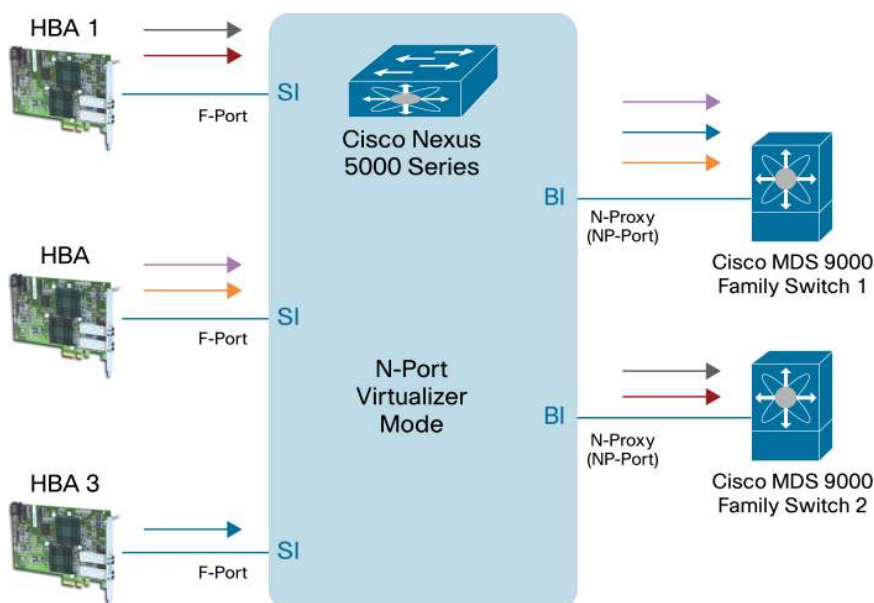 HBA 1
F-Port
SI
Cisco Nexus
5000 Series
BI
N-Proxy
(NP-Port)
Cisco MDS 9000
Family Switch 1
HBA
F-Port
SI
N-Port
Virtualizer
Mode
BI
N-Proxy
(NP-Port)
Cisco MDS 9000
Family Switch 2
HBA 3
F-Port
SI